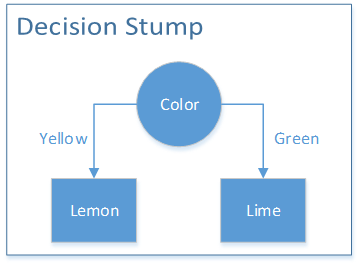 Decision Stump
Color
Yellow
Green
Lemon
Lime